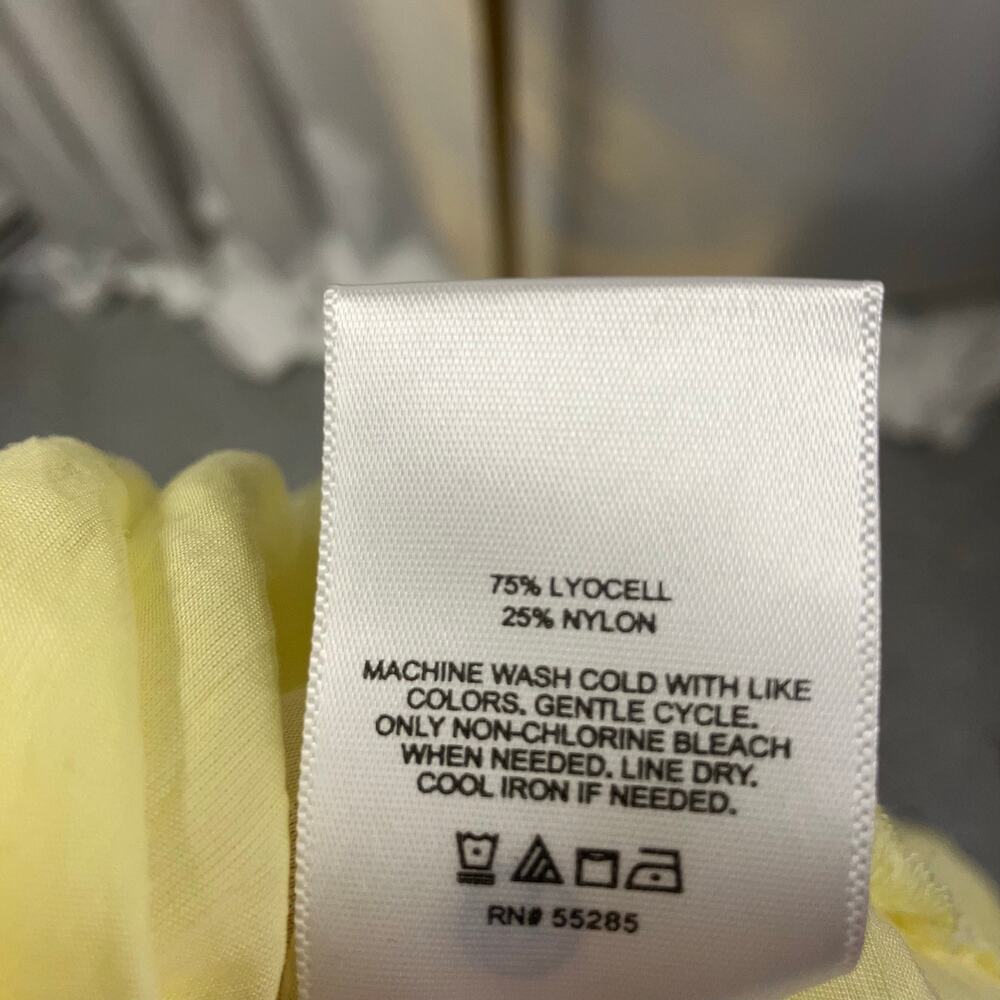 75% LYOCELL
25% NYLON
MACHINE WASH COLD WITH LIKE
COLORS. GENTLE CYCLE.
ONLY NON-CHLORINE BLEACH
WHEN NEEDED. LINE DRY.
COOL IRON IF NEEDED.
RN# 55285